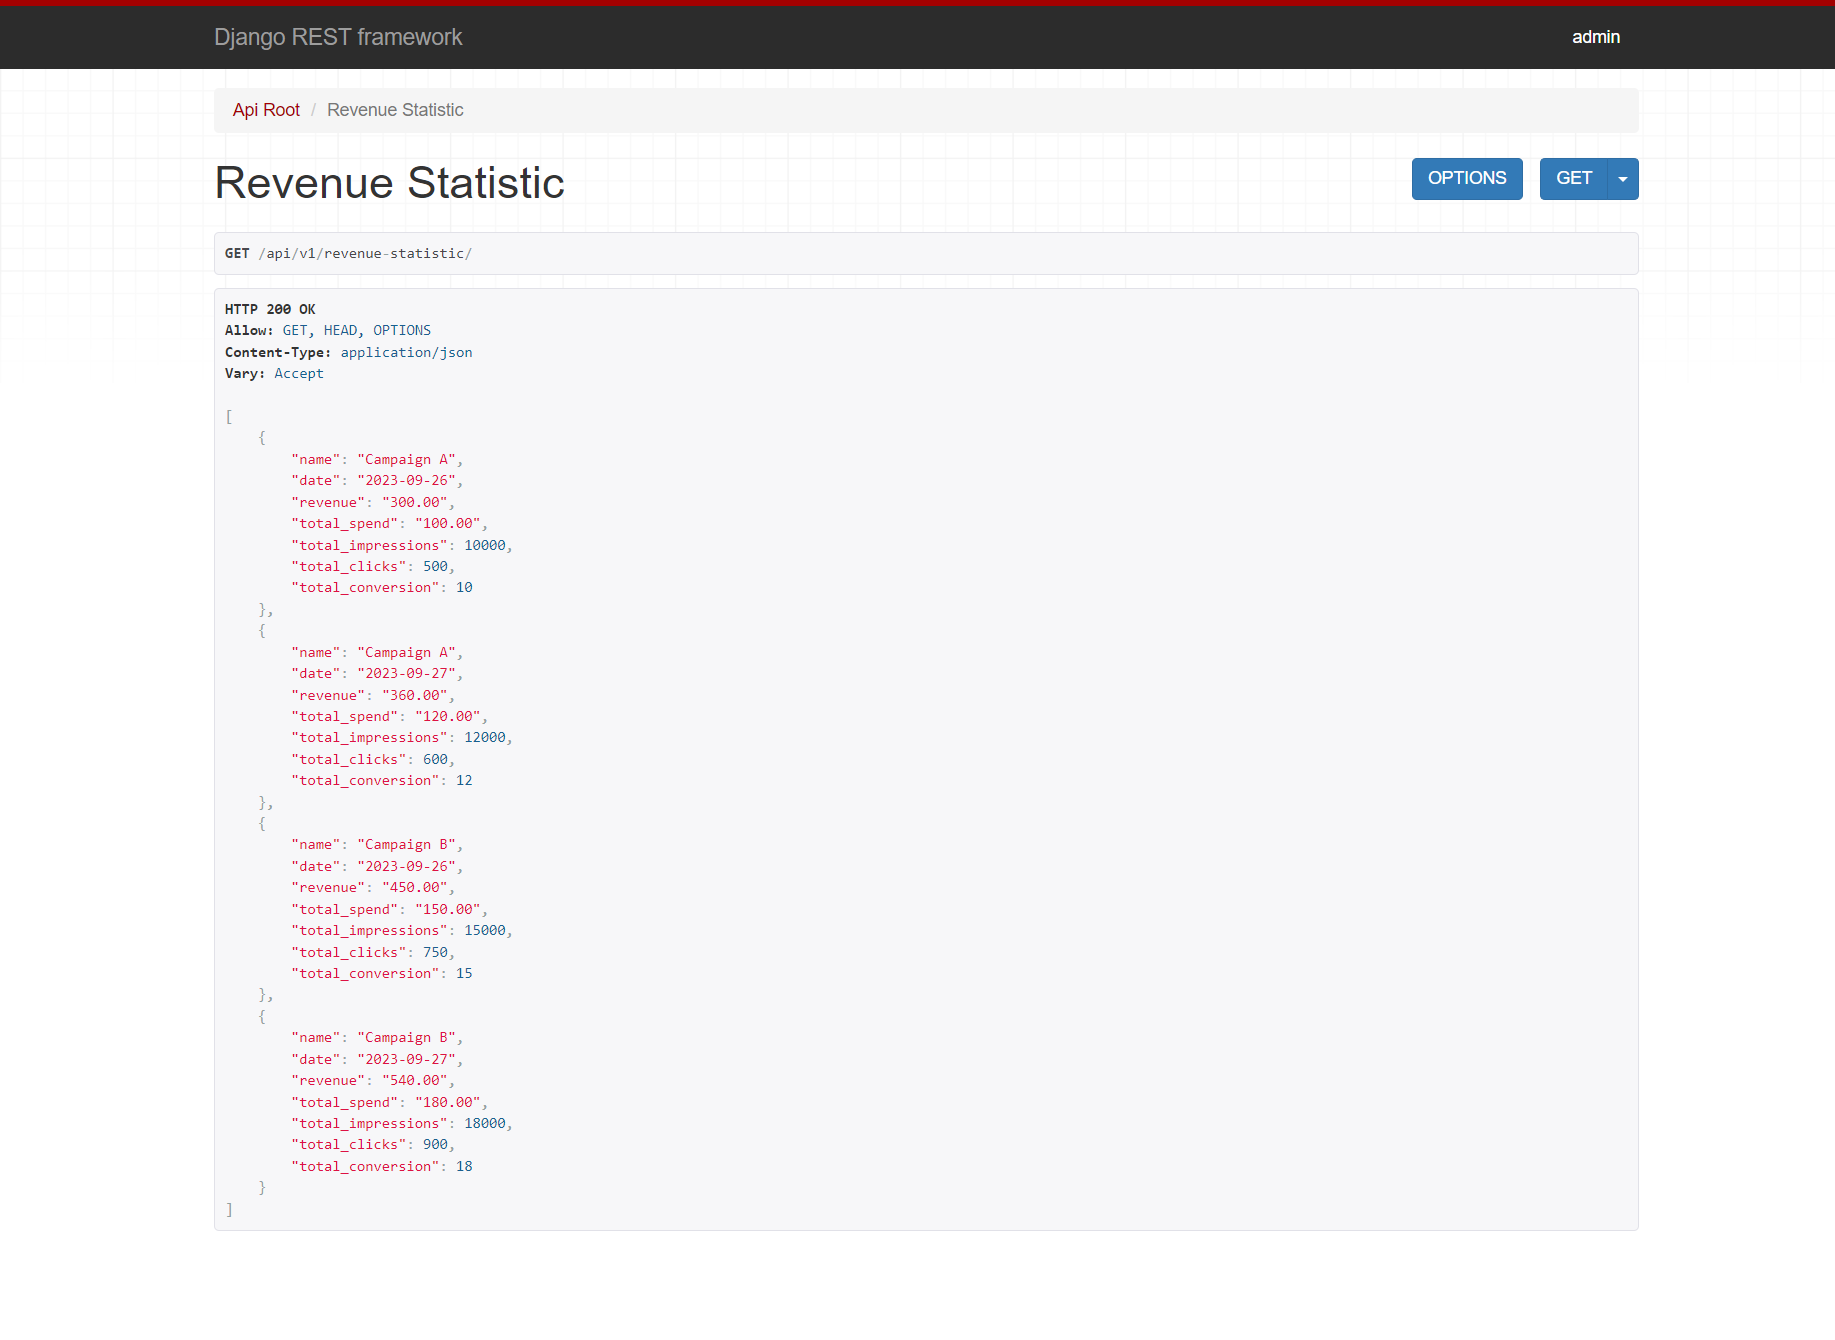 Django REST framework
admin
Api Root / Revenue Statistic
Revenue Statistic
OPTIONS
GET
GET /api/v1/revenue-statistic/
HTTP 200 OK
Allow: GET, HEAD, OPTIONS
Content-Type: application/json
Vary: Accept
[
    {
        "name": "Campaign A",
        "date": "2023-09-26",
        "revenue": "300.00",
        "total_spend": "100.00",
        "total_impressions": 10000,
        "total_clicks": 500,
        "total_conversion": 10
    },
    {
        "name": "Campaign A",
        "date": "2023-09-27",
        "revenue": "360.00",
        "total_spend": "120.00",
        "total_impressions": 12000,
        "total_clicks": 600,
        "total_conversion": 12
    },
    {
        "name": "Campaign B",
        "date": "2023-09-26",
        "revenue": "450.00",
        "total_spend": "150.00",
        "total_impressions": 15000,
        "total_clicks": 750,
        "total_conversion": 15
    },
    {
        "name": "Campaign B",
        "date": "2023-09-27",
        "revenue": "540.00",
        "total_spend": "180.00",
        "total_impressions": 18000,
        "total_clicks": 900,
        "total_conversion": 18
    }
]